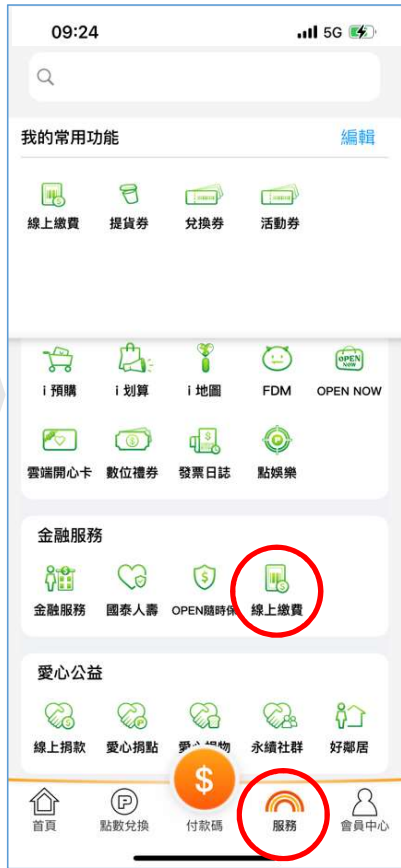 09:24 5G
我的常用功能 編輯
線上繳費 提貨券 兌換券 活動券
i 預購 i 划算 i 地圖 FDM OPEN NOW
雲端開心卡 數位禮券 發票日誌 點娛樂
金融服務
金融服務 國泰人壽 OPEN隨時保 線上繳費
愛心公益
線上捐款 愛心捐點 愛心捐物 永續社群 好鄰居
首頁 點數兌換 付款碼 服務 會員中心